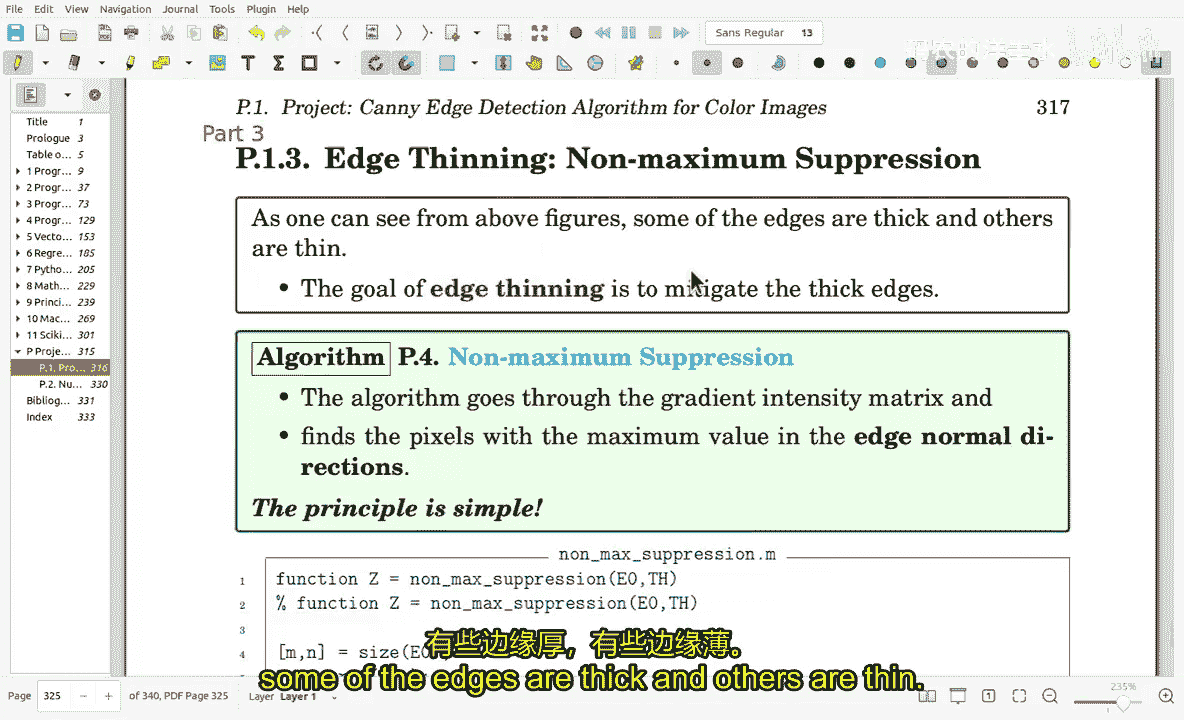 File Edit View Navigation Journal Tools Plugin Help
Sans Regular 13
Title 1
Prologue 3
Table o... 5
1 Progr... 9
2 Progr... 37
3 Progr... 73
4 Progr... 129
5 Vecto... 153
6 Regre... 185
7 Pytho... 205
8 Math... 229
9 Princi... 239
10 Mac... 269
11 Sciki... 301
P Proje... 315
P.1. Pro... 316
P.2. Nu... 330
Bibliog... 331
Index 333
P.1. Project: Canny Edge Detection Algorithm for Color Images 317
Part 3
P.1.3. Edge Thinning: Non-maximum Suppression
As one can see from above figures, some of the edges are thick and others
are thin.
• The goal of edge thinning is to mitigate the thick edges.
Algorithm P.4. Non-maximum Suppression
• The algorithm goes through the gradient intensity matrix and
• finds the pixels with the maximum value in the edge normal di-
rections.
The principle is simple!
non_max_suppression.m
1 function Z = non_max_suppression(E0,TH)
2 % function Z = non_max_suppression(E0,TH)
3
4 [m,n] = size(E0
有些边缘厚，有些边缘薄。
some of the edges are thick and others are thin.
Page 325 of 340, PDF Page 325 Layer Layer 1
235%